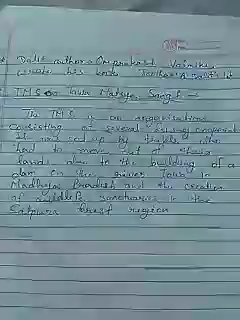 Dalit author Omprakash Valmiki
wrote his book Joothan
TMS Tawa Matsya Sangh -
The TMS is an organisation
consisting of several fishing cooperati
It was set up by tribals who
had to move out of their
lands due to the building of a
dam on the river Tawa in
Madhya Pradesh and the creation
of wildlife sanctuaries in the
Satpura forest region